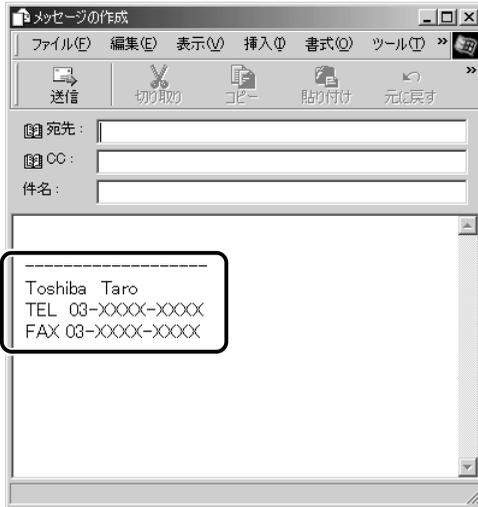 メッセージの作成
ファイル(F) 編集(E) 表示(V) 挿入(I) 書式(O) ツール(T) »
送信 切り取り コピー 貼り付け 元に戻す »
宛先:
CC:
件名:
--------------------
Toshiba Taro
TEL 03-XXXX-XXXX
FAX 03-XXXX-XXXX